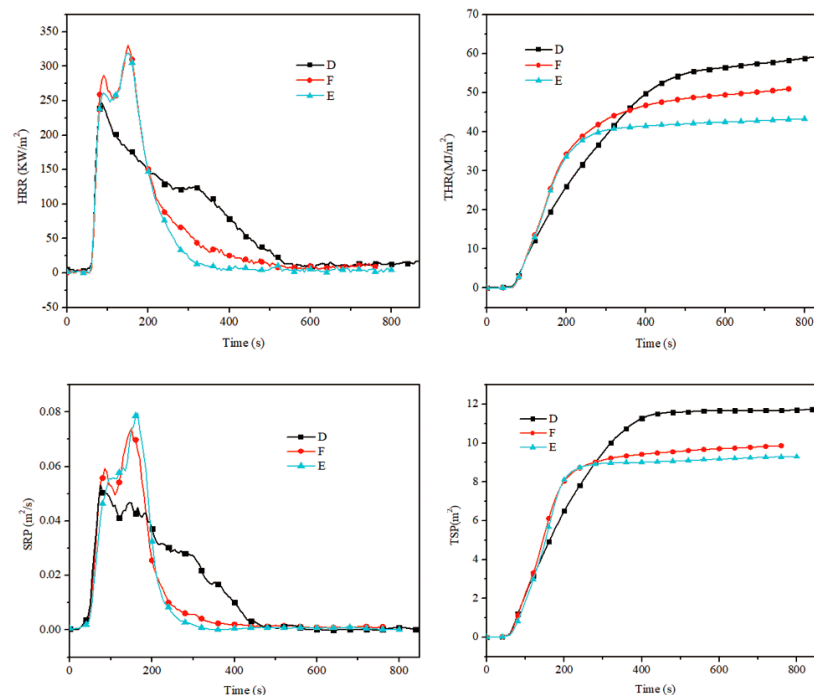 350
300
250
200
150
100
50
0
-50
HRR (KW/m²)
D
F
E
0 200 400 600 800
Time (s)
70
60
50
40
30
20
10
0
THR(MJ/m²)
D
F
E
0 200 400 600 800
Time (s)
0.08
0.06
0.04
0.02
0.00
SRP (m²/s)
D
F
E
0 200 400 600 800
Time (s)
12
10
8
6
4
2
0
TSP(m²)
D
F
E
0 200 400 600 800
Time (s)